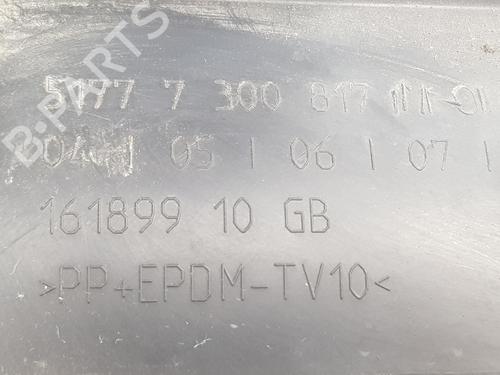 B-PARTS
5177 7 300 817
04 | 05 | 06 | 07 |
161899 10 GB
>PP+EPDM-TV10<